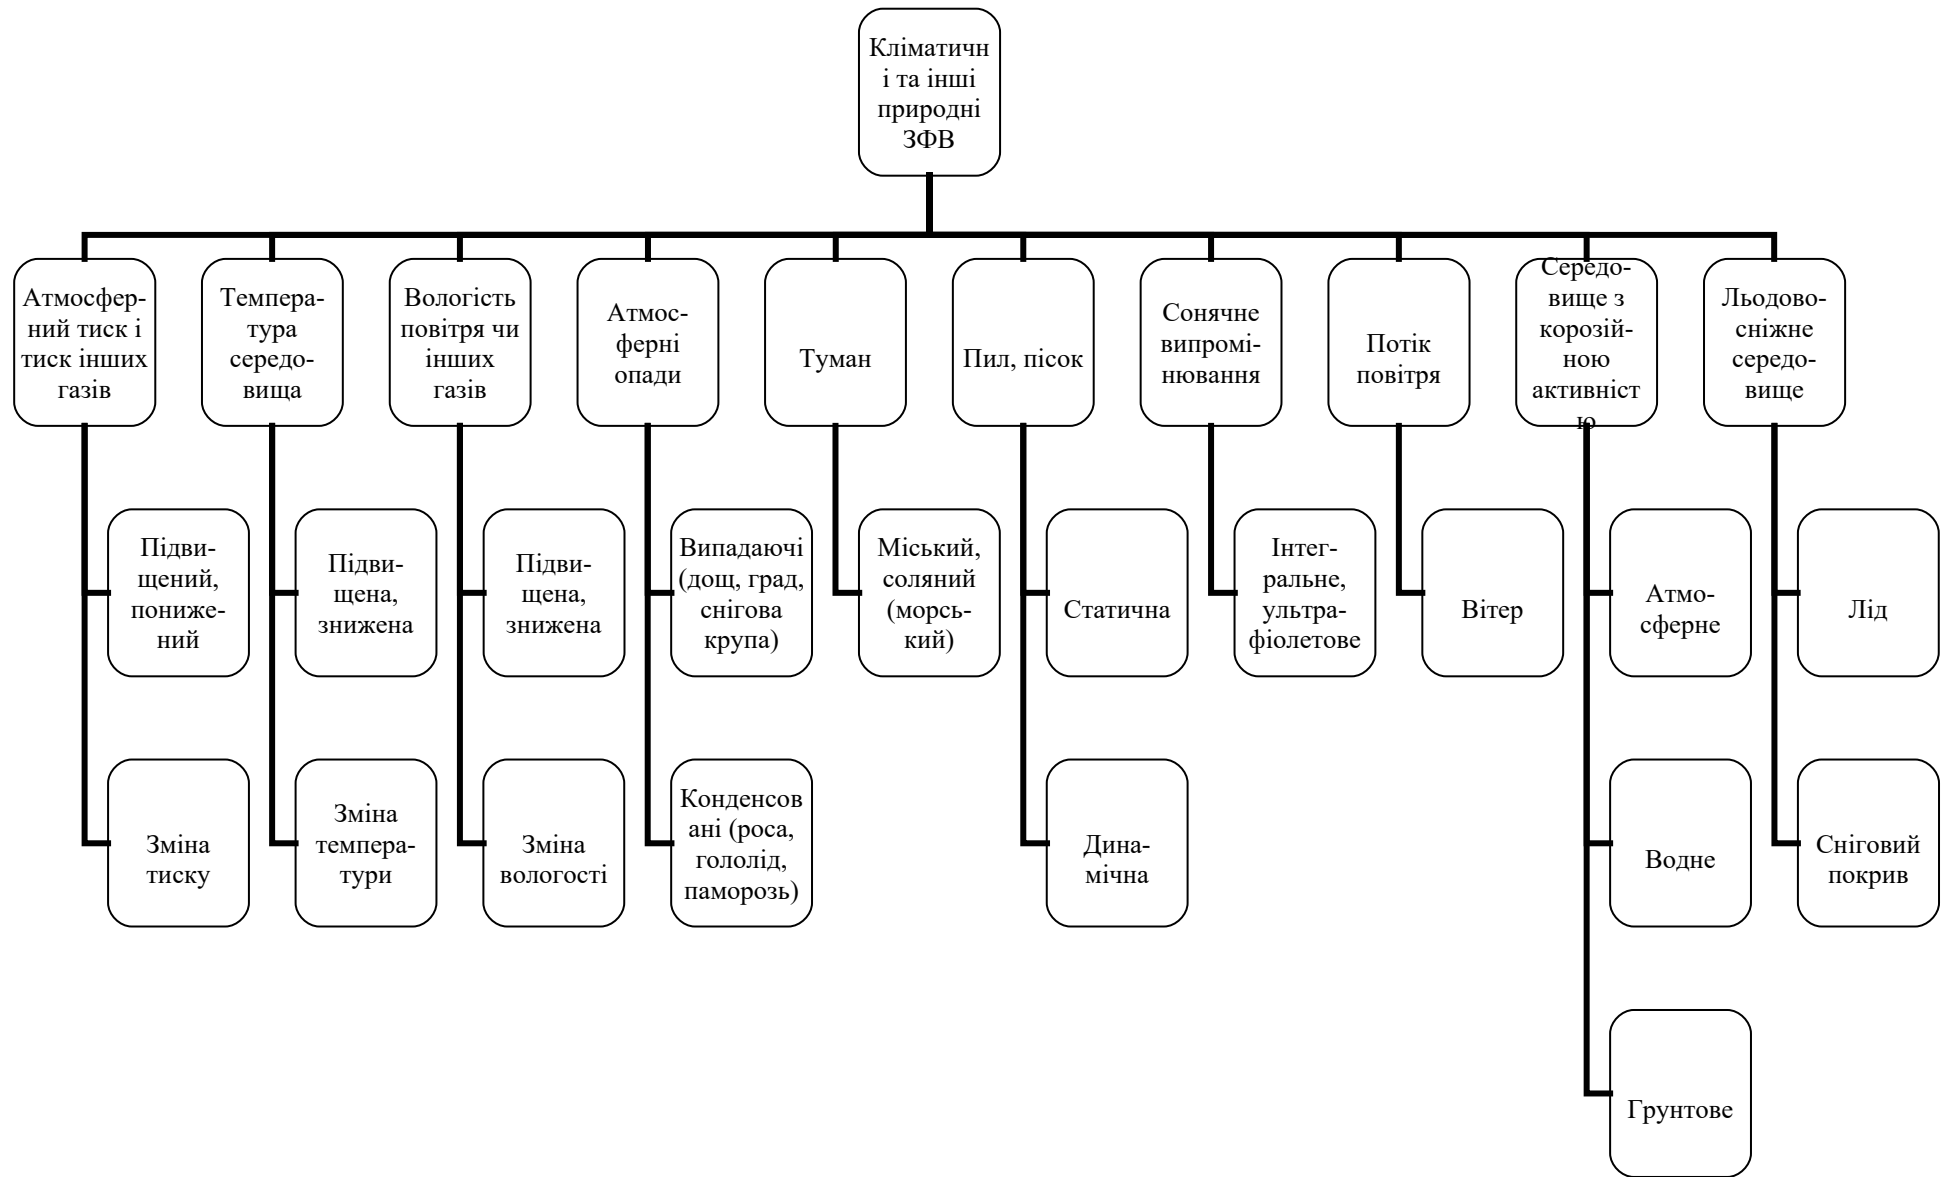 Кліматичн
і та інші
природні
ЗФВ
Атмосфер-
ний тиск і
тиск інших
газів
Темпера-
тура
середо-
вища
Вологість
повітря чи
інших
газів
Атмос-
ферні
опади
Туман
Пил, пісок
Сонячне
випромі-
нювання
Потік
повітря
Середо-
вище з
корозій-
ною
активніст
ю
Льодово-
сніжне
середо-
вище
Підви-
щений,
пониже-
ний
Підви-
щена,
знижена
Підви-
щена,
знижена
Випадаючі
(дощ, град,
снігова
крупа)
Міський,
соляний
(морсь-
кий)
Статична
Інтег-
ральне,
ультра-
фіолетове
Вітер
Атмо-
сферне
Лід
Зміна
тиску
Зміна
темпера-
тури
Зміна
вологості
Конденсов
ані (роса,
гололід,
паморозь)
Дина-
мічна
Водне
Сніговий
покрив
Грунтове